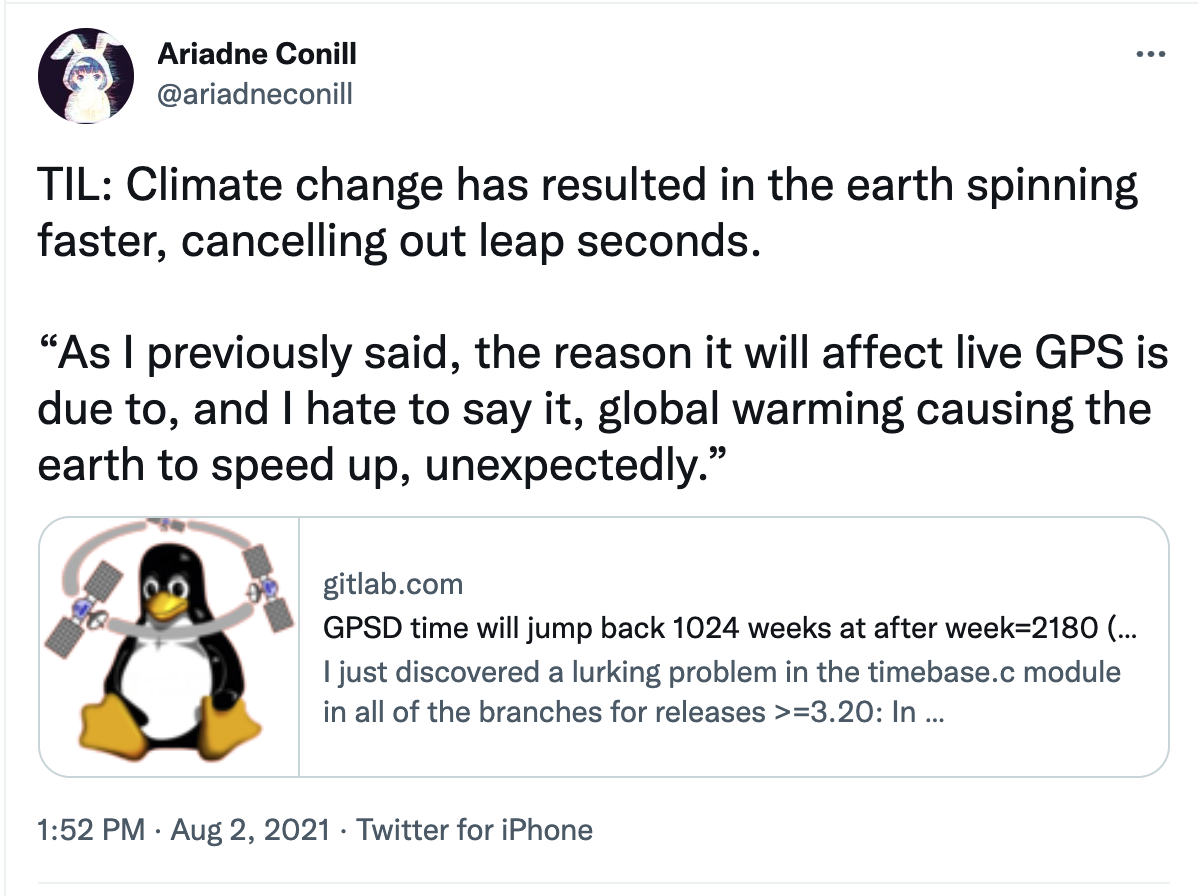 Ariadne Conill
@ariadneconill
TIL: Climate change has resulted in the earth spinning
faster, cancelling out leap seconds.
“As I previously said, the reason it will affect live GPS is
due to, and I hate to say it, global warming causing the
earth to speed up, unexpectedly.”
gitlab.com
GPSD time will jump back 1024 weeks at after week=2180 (...
I just discovered a lurking problem in the timebase.c module
in all of the branches for releases >=3.20: In ...
1:52 PM · Aug 2, 2021 · Twitter for iPhone